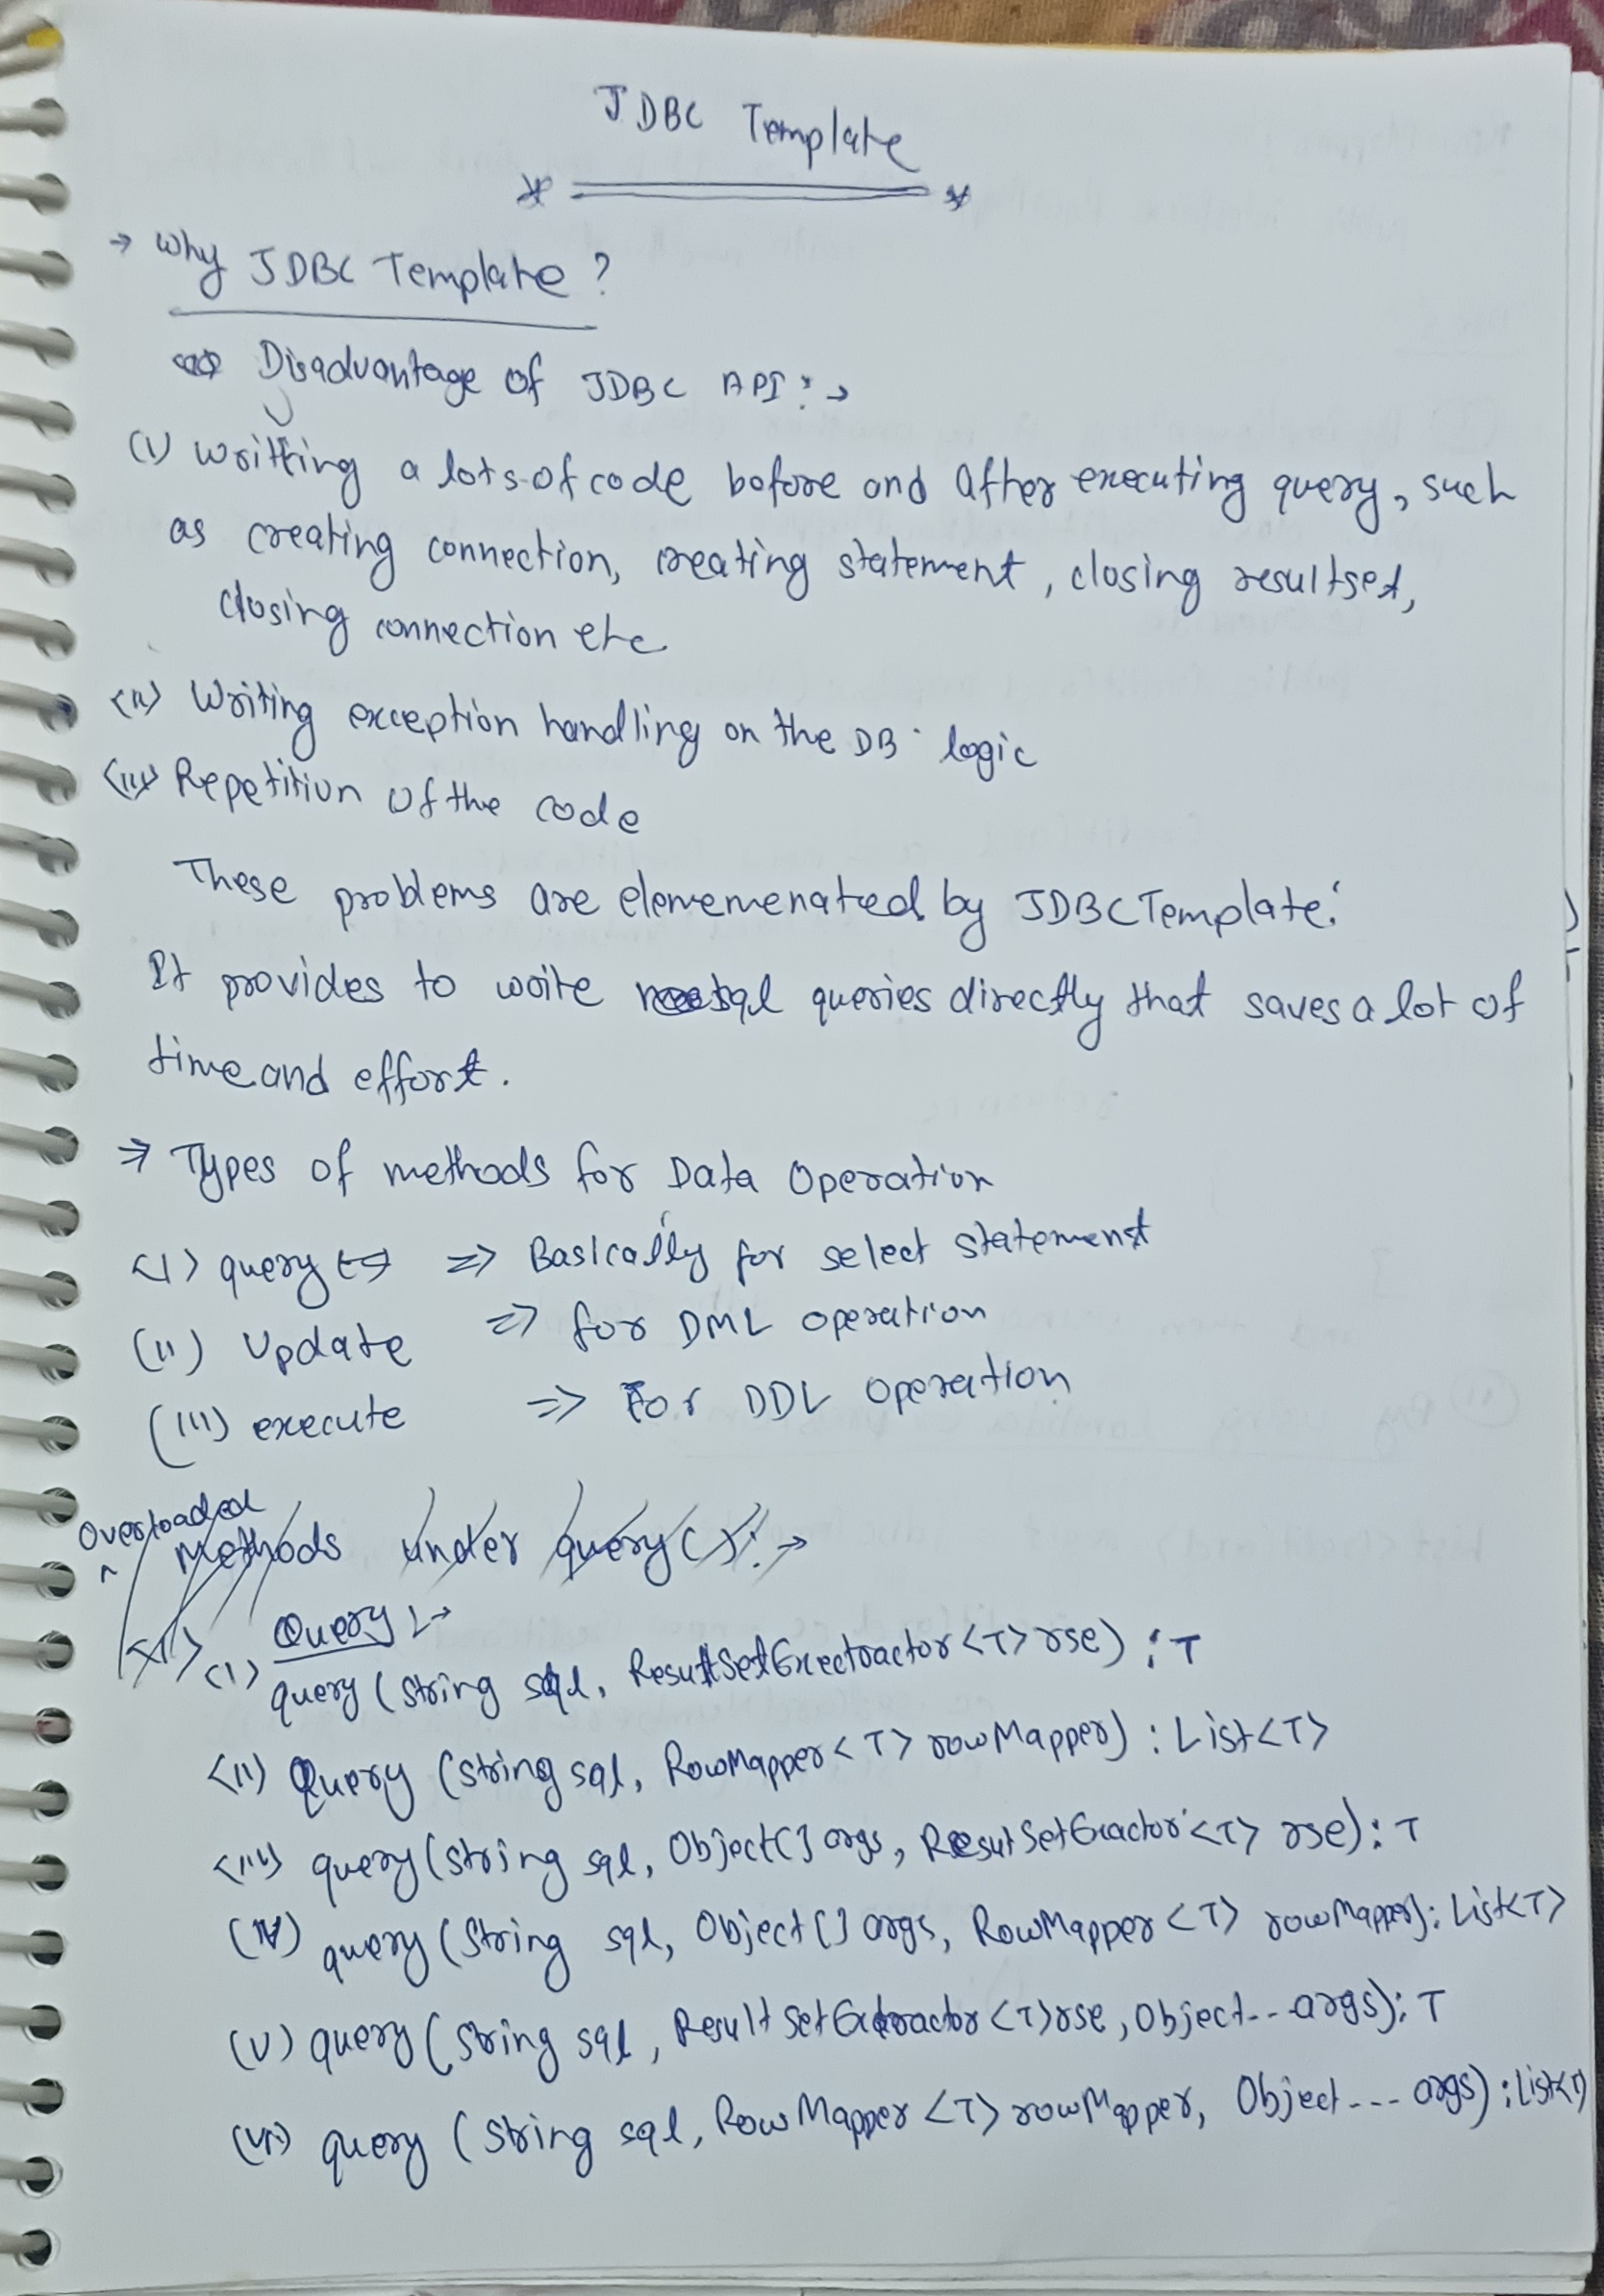 JDBC Template
→ Why JDBC Template?
Disadvantage of JDBC API :→
(i) writting a lots of code before and After executing query, such
as creating connection, creating statement, closing resultset,
closing connection etc
(ii) Writing exception handling on the DB logic
(iii) Repetition of the code
These problems are elememenated by JDBCTemplate.
It provides to write sql queries directly that saves a lot of
time and effort.
⇒ Types of methods for Data Operation
(i) query ⇒ Basically for select statement
(ii) Update ⇒ for DML operation
(iii) execute ⇒ For DDL operation
Overloaded
Methods under query():→
Query :→
(i) query (String sql, ResultSetExectractor<T> rse) : T
(ii) Query (String sql, RowMapper<T> rowMapper) : List<T>
(iii) query (String sql, Object[] args, ResutSetExactor<T> rse): T
(iv) query (String sql, Object[] args, RowMapper<T> rowMapper): List<T>
(v) query (String sql, ResultSetExtractor<T> rse, Object... args): T
(vi) query (String sql, RowMapper<T> rowMapper, Object.... args) : List<T>